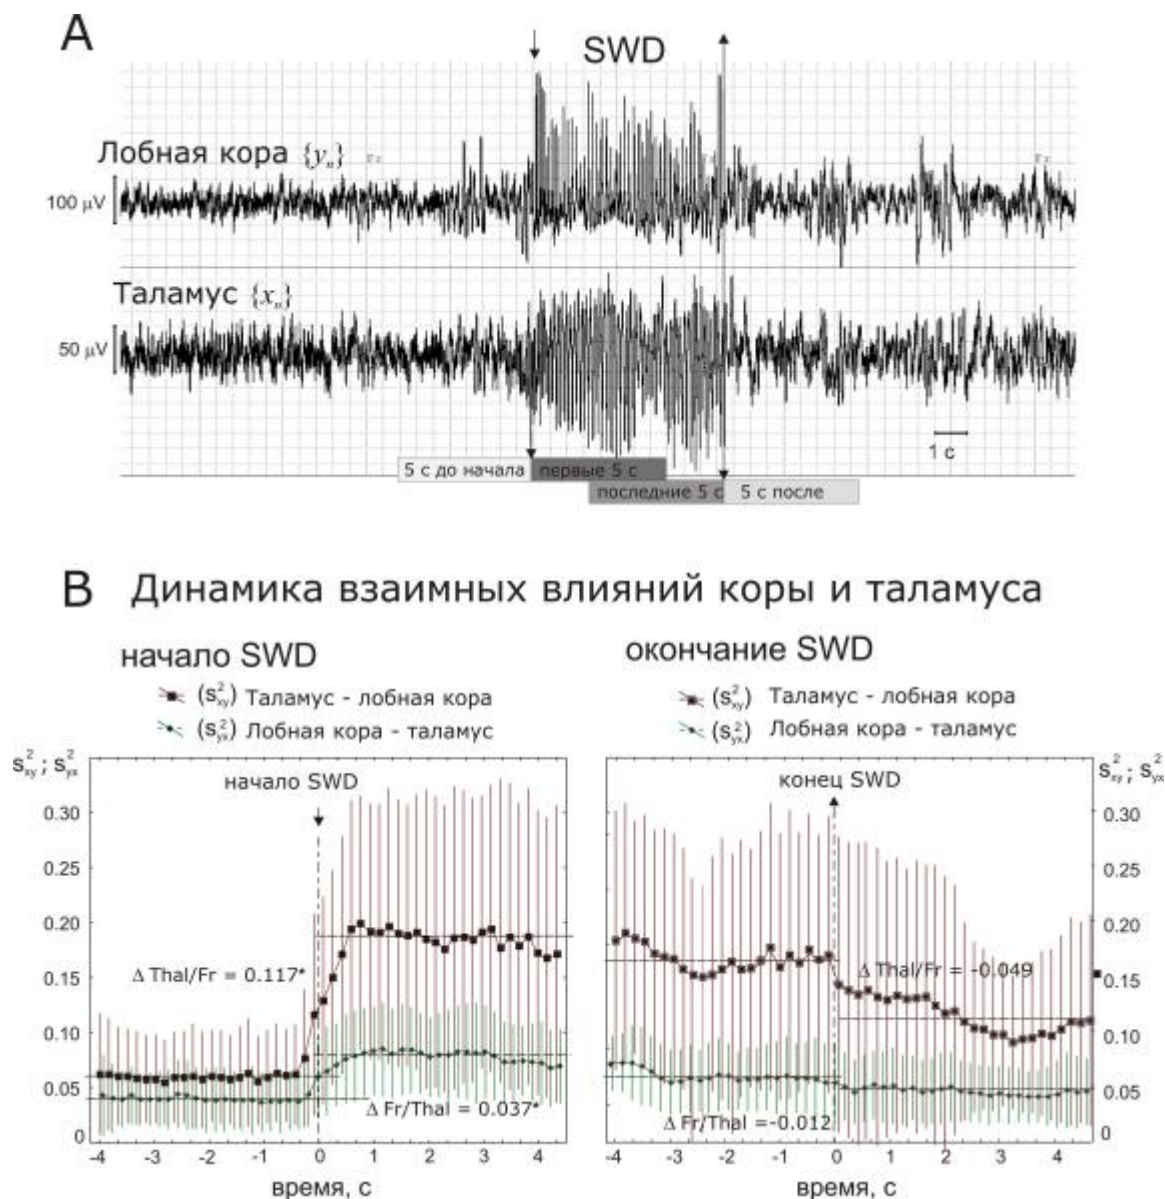 A
SWD
Лобная кора {yₙ}
100 μV
Таламус {xₙ}
50 μV
1 с
5 с до начала
первые 5 с
последние 5 с
5 с после
B Динамика взаимных влияний коры и таламуса
начало SWD
(s²xy) Таламус - лобная кора
(s²yx) Лобная кора - таламус
s²xy ; s²yx
начало SWD
0.30
0.25
0.20
0.15
0.10
0.05
0
Δ Thal/Fr = 0.117*
Δ Fr/Thal = 0.037*
-4 -3 -2 -1 0 1 2 3 4
время, с
окончание SWD
(s²xy) Таламус - лобная кора
(s²yx) Лобная кора - таламус
s²xy ; s²yx
конец SWD
0.30
0.25
0.20
0.15
0.10
0.05
0
Δ Thal/Fr = -0.049
Δ Fr/Thal =-0.012
-4 -3 -2 -1 0 1 2 3 4
время, с